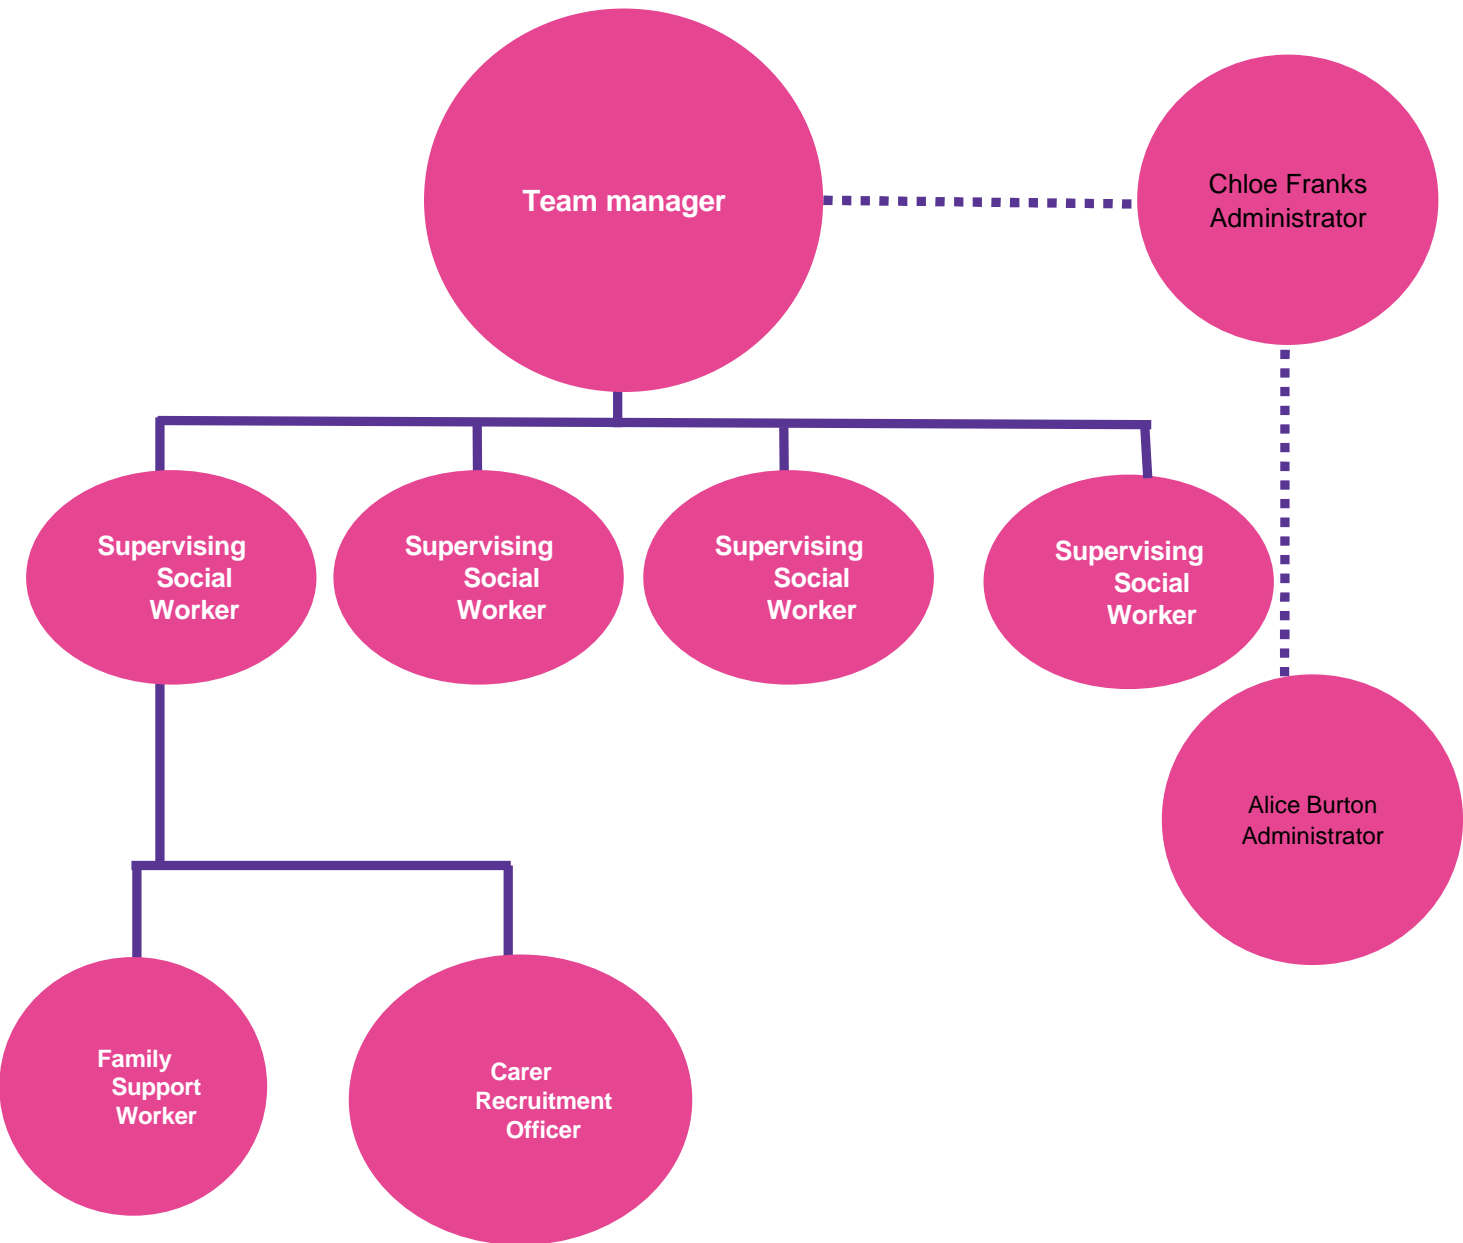 Team manager
Chloe Franks
Administrator
Supervising
Social
Worker
Supervising
Social
Worker
Supervising
Social
Worker
Supervising
Social
Worker
Alice Burton
Administrator
Family
Support
Worker
Carer
Recruitment
Officer